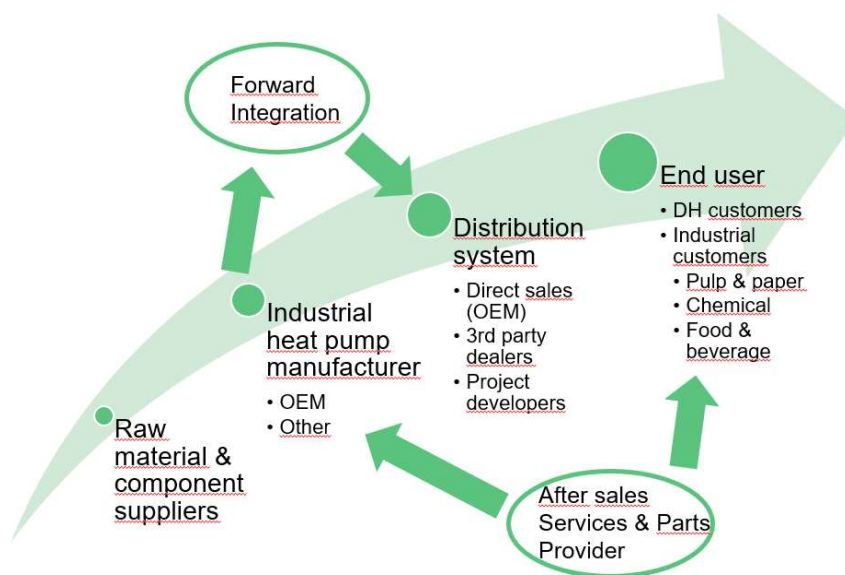 Forward
Integration
End user
• DH customers
• Industrial
customers
• Pulp & paper
• Chemical
• Food &
beverage
Distribution
system
• Direct sales
(OEM)
• 3rd party
dealers
• Project
developers
Industrial
heat pump
manufacturer
• OEM
• Other
Raw
material &
component
suppliers
After sales
Services & Parts
Provider